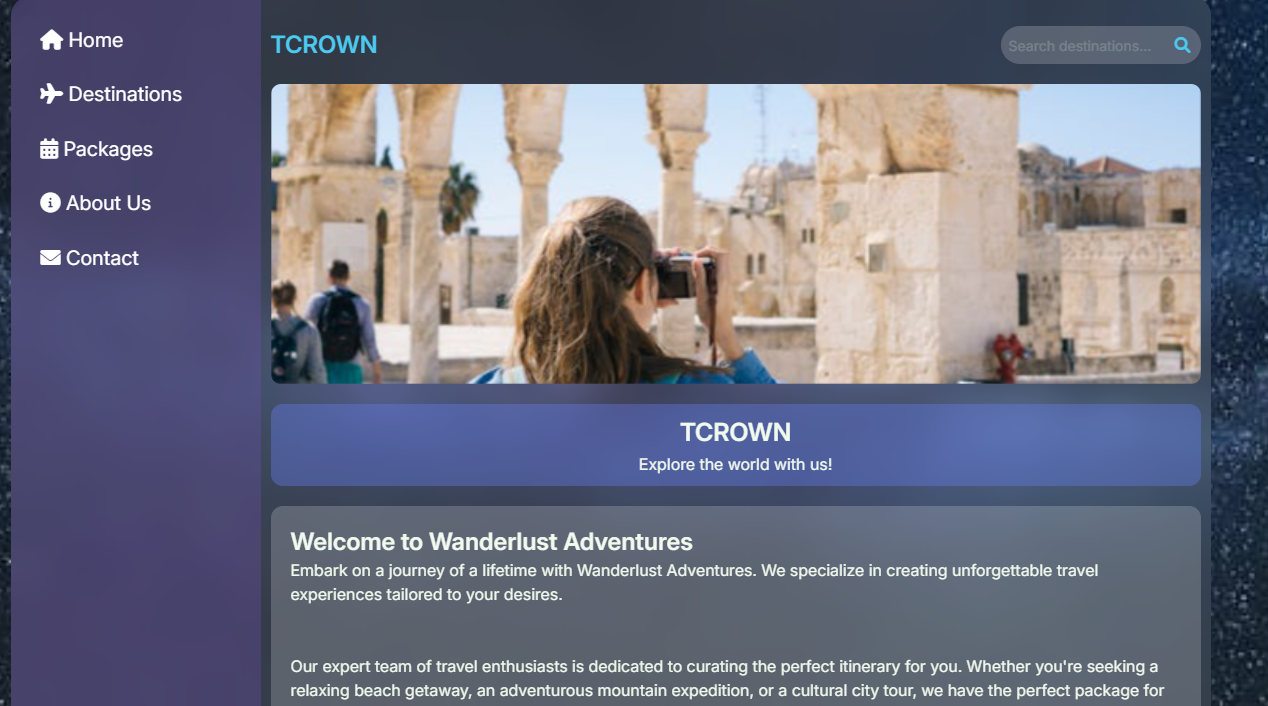 Home
Destinations
Packages
About Us
Contact
TCROWN
Search destinations...
TCROWN
Explore the world with us!
Welcome to Wanderlust Adventures
Embark on a journey of a lifetime with Wanderlust Adventures. We specialize in creating unforgettable travel
experiences tailored to your desires.
Our expert team of travel enthusiasts is dedicated to curating the perfect itinerary for you. Whether you're seeking a
relaxing beach getaway, an adventurous mountain expedition, or a cultural city tour, we have the perfect package for